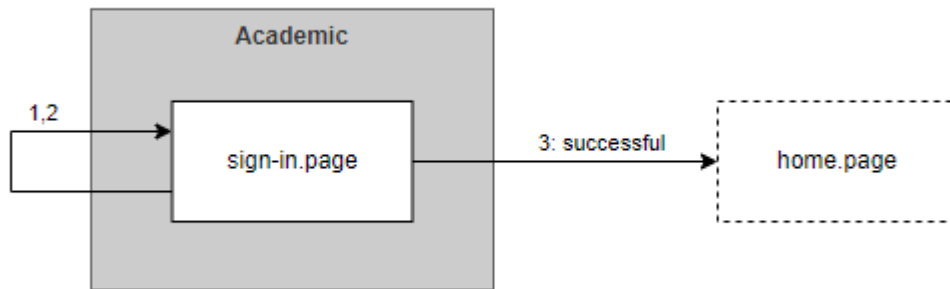 Academic
1,2
sign-in.page
3: successful
home.page